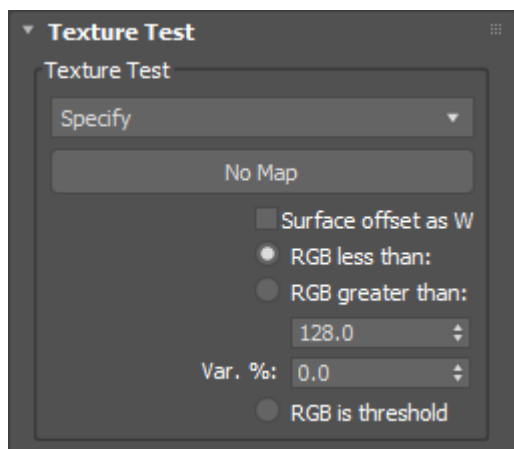 Texture Test
Texture Test
Specify
No Map
Surface offset as W
RGB less than:
RGB greater than:
128.0
Var. %: 0.0
RGB is threshold